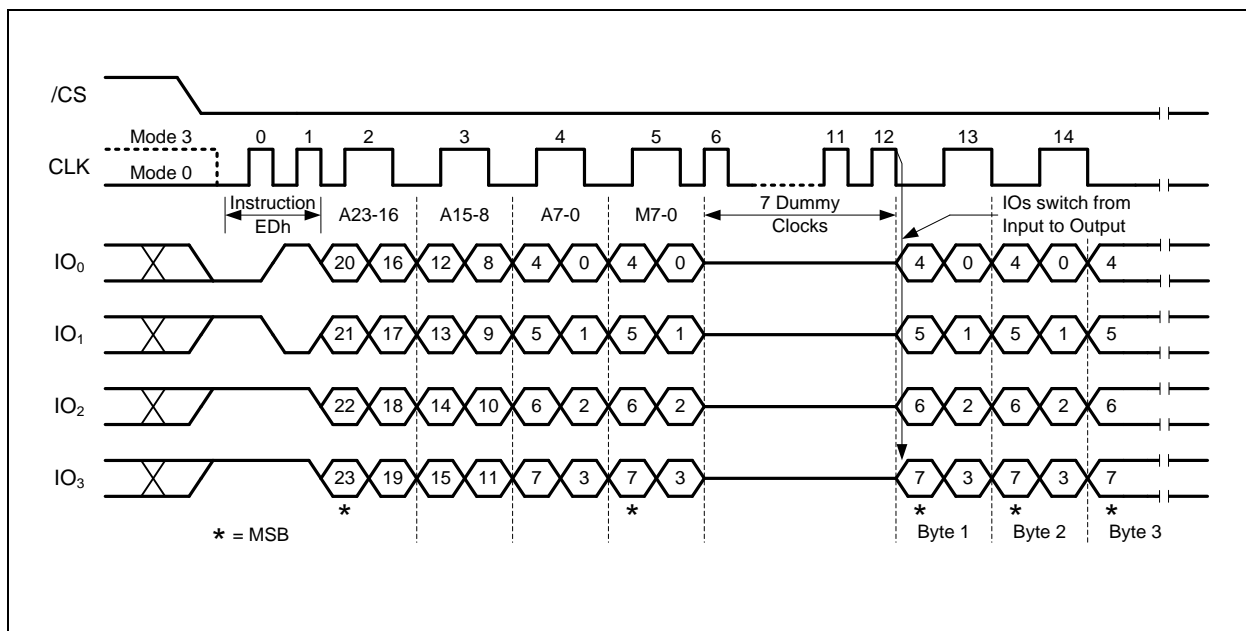 /CS
Mode 3 0 1 2 3 4 5 6 11 12 13 14
CLK
Mode 0
Instruction EDh
A23-16 A15-8 A7-0 M7-0
7 Dummy Clocks
IOs switch from
Input to Output
IO0 20 16 12 8 4 0 4 0 4 0 4 0 4
IO1 21 17 13 9 5 1 5 1 5 1 5 1 5
IO2 22 18 14 10 6 2 6 2 6 2 6 2 6
IO3 23 19 15 11 7 3 7 3 7 3 7 3 7
* * * * *
* = MSB
Byte 1 Byte 2 Byte 3